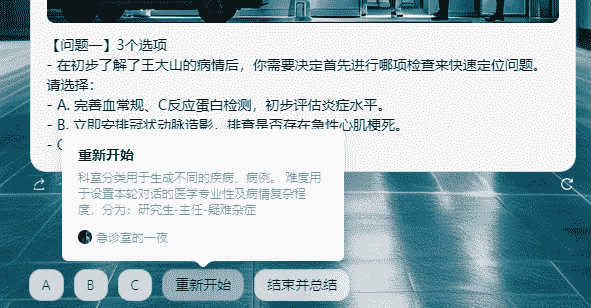 【问题一】3个选项
- 在初步了解了王大山的病情后，你需要决定首先进行哪项检查来快速定位问题。
请选择：
- A. 完善血常规、C反应蛋白检测，初步评估炎症水平。
- B. 立即安排冠状动脉造影，排查是否存在急性心肌梗死。
- C
重新开始
科室分类用于生成不同的疾病、病例。 难度用
于设置本轮对话的医学专业性及病情复杂程
度，分为：研究生-主任-疑难杂症
急诊室的一夜
A B C 重新开始 结束并总结